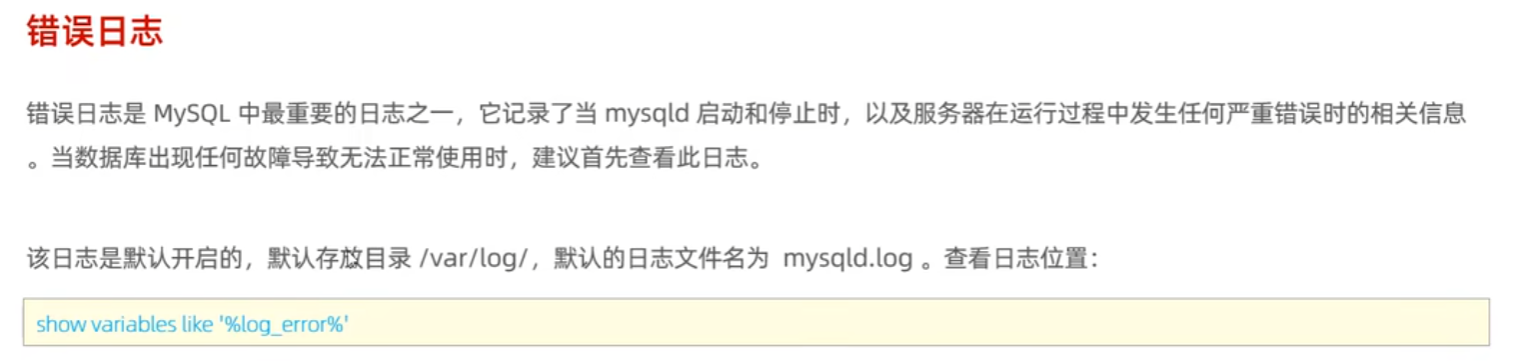 错误日志
错误日志是 MySQL 中最重要的日志之一，它记录了当 mysqld 启动和停止时，以及服务器在运行过程中发生任何严重错误时的相关信息
。当数据库出现任何故障导致无法正常使用时，建议首先查看此日志。
该日志是默认开启的，默认存放目录 /var/log/，默认的日志文件名为 mysqld.log 。查看日志位置：
show variables like '%log_error%'